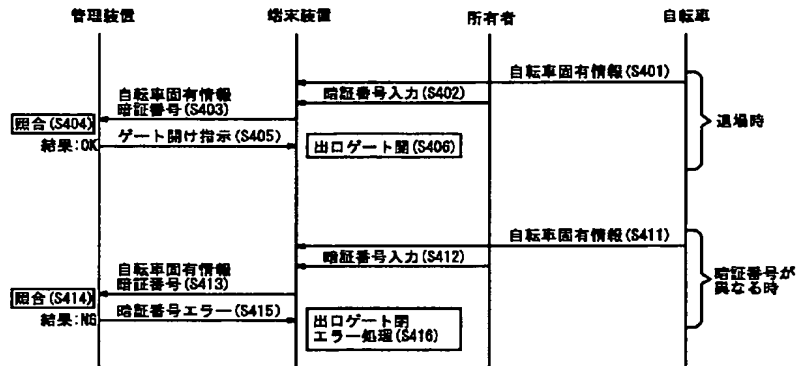 管理装置
端末装置
所有者
自転車
自転車固有情報(S401)
暗証番号入力(S402)
自転車固有情報
暗証番号(S403)
照合(S404)
結果:OK
ゲート開け指示(S405)
出口ゲート開(S406)
退場時
自転車固有情報(S411)
暗証番号入力(S412)
自転車固有情報
暗証番号(S413)
照合(S414)
結果:NG
暗証番号エラー(S415)
出口ゲート閉
エラー処理(S416)
暗証番号が
異なる時